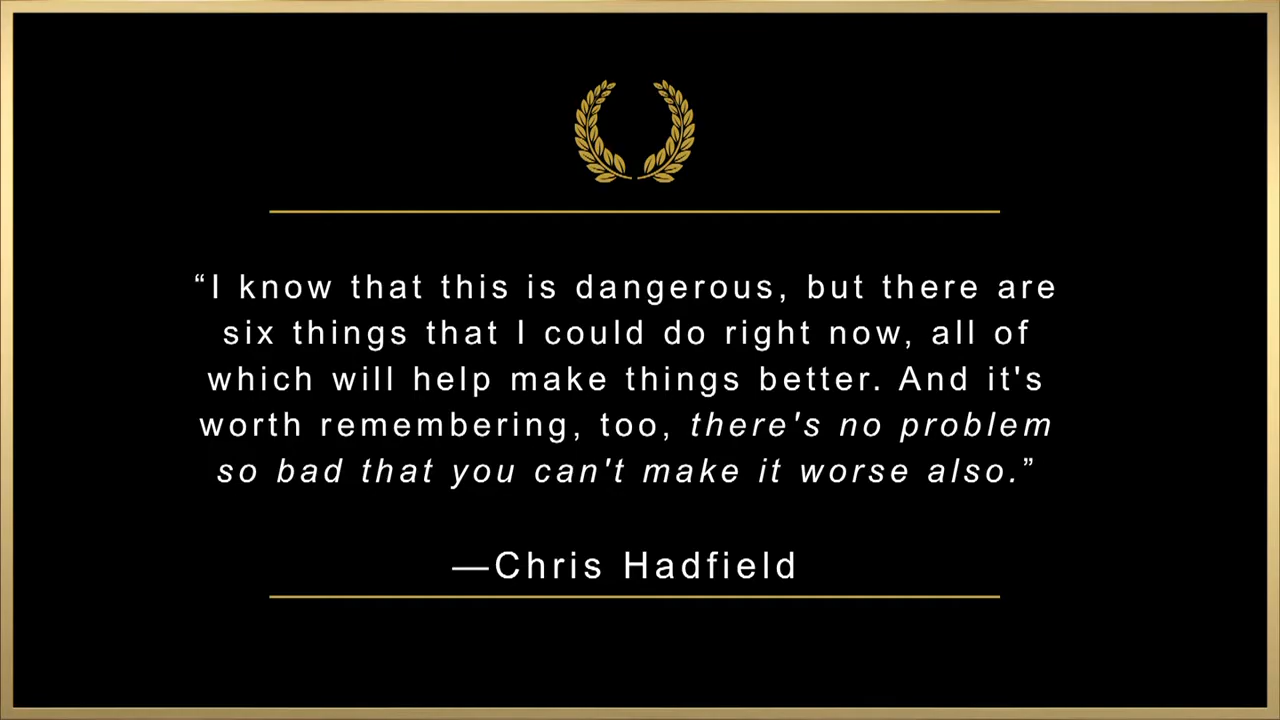 “I know that this is dangerous, but there are
six things that I could do right now, all of
which will help make things better. And it's
worth remembering, too, there's no problem
so bad that you can't make it worse also.”
—Chris Hadfield